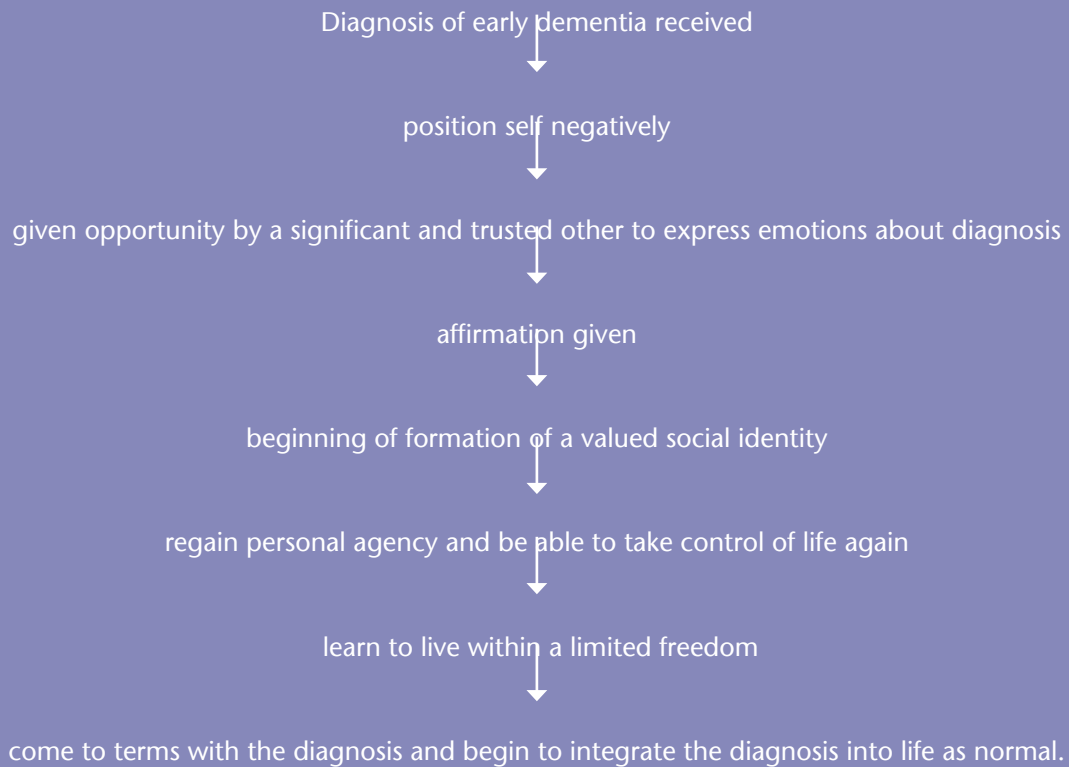 Diagnosis of early dementia received
position self negatively
given opportunity by a significant and trusted other to express emotions about diagnosis
affirmation given
beginning of formation of a valued social identity
regain personal agency and be able to take control of life again
learn to live within a limited freedom
come to terms with the diagnosis and begin to integrate the diagnosis into life as normal.